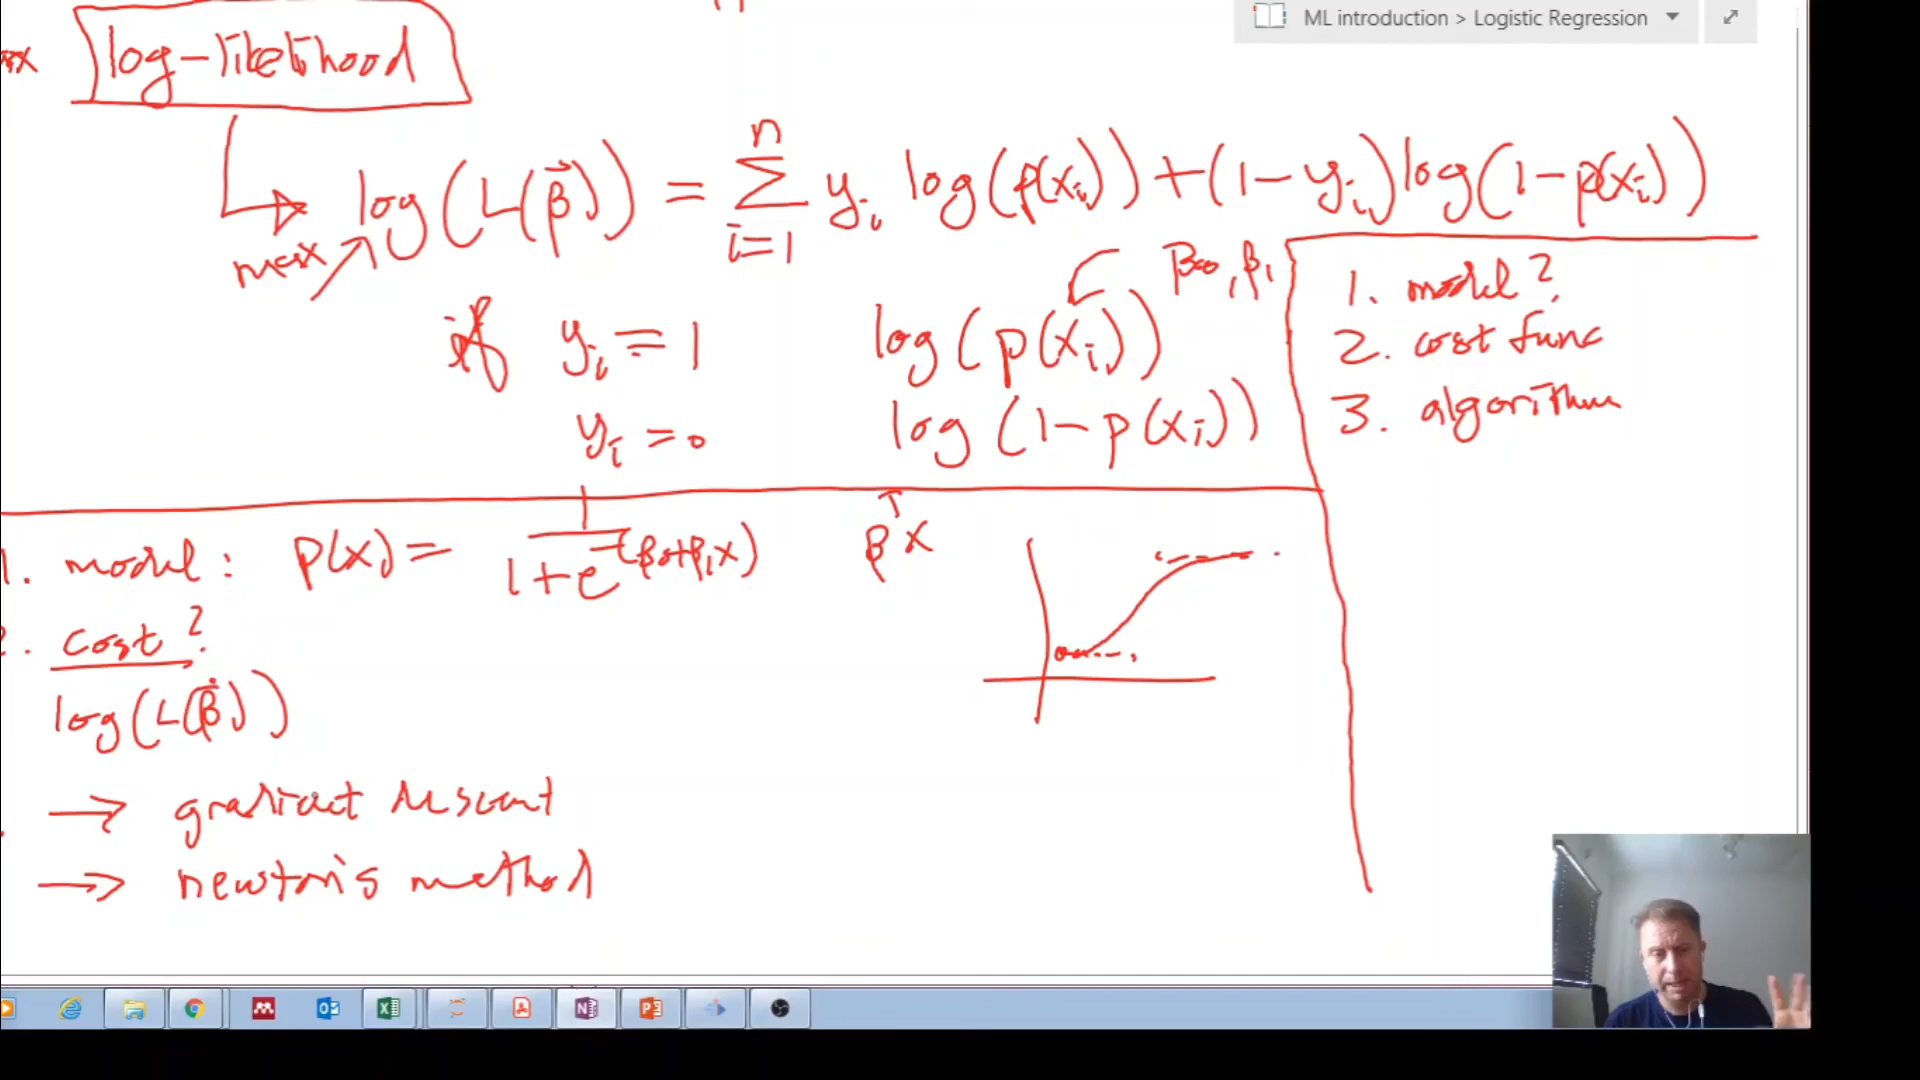 ML introduction > Logistic Regression
log-likelihood
log(L(β⃗)) = Σ_{i=1}^{n} y_i log(p(x_i)) + (1-y_i) log(1-p(x_i))
max
β0, β1
if y_i = 1 log(p(x_i))
y_i = 0 log(1-p(x_i))
1. model?
2. cost func
3. algorithm
1. model: p(x) = 1 / (1+e^-(β0+β1x)) β^T x
2. cost?
log(L(β⃗))
→ gradient descent
→ newton's method